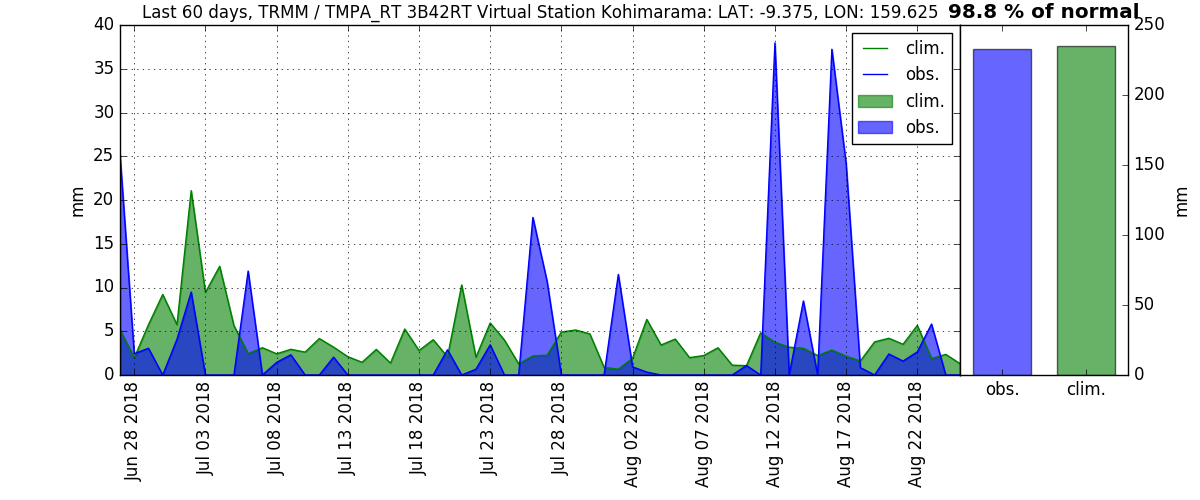 Last 60 days, TRMM / TMPA_RT 3B42RT Virtual Station Kohimarama: LAT: -9.375, LON: 159.625 98.8 % of normal
40
35
30
25
20
15
10
5
0
mm
clim.
obs.
clim.
obs.
250
200
150
100
50
0
mm
obs.
clim.
Jun 28 2018
Jul 03 2018
Jul 08 2018
Jul 13 2018
Jul 18 2018
Jul 23 2018
Jul 28 2018
Aug 02 2018
Aug 07 2018
Aug 12 2018
Aug 17 2018
Aug 22 2018